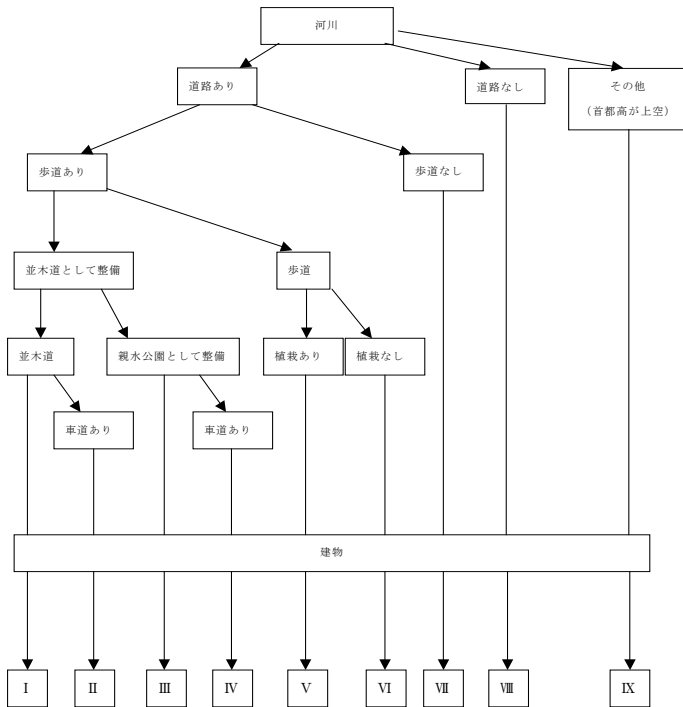 河川
道路あり
道路なし
その他
（首都高が上空）
歩道あり
歩道なし
並木道として整備
歩道
並木道
親水公園として整備
植栽あり
植栽なし
車道あり
車道あり
建物
Ⅰ
Ⅱ
Ⅲ
Ⅳ
Ⅴ
Ⅵ
Ⅶ
Ⅷ
Ⅸ